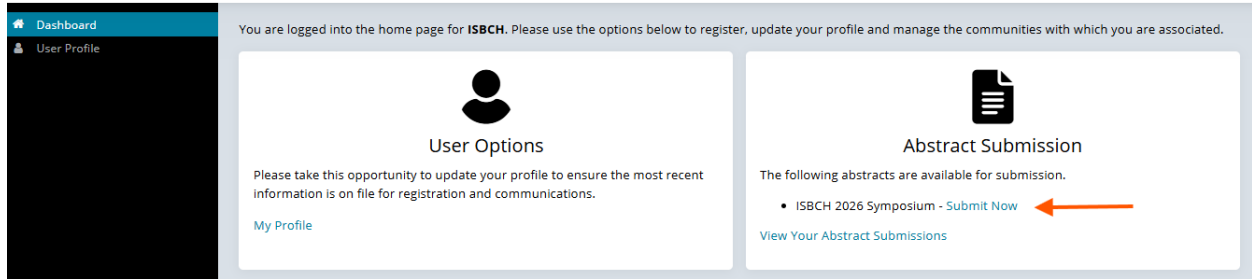 Dashboard
User Profile
You are logged into the home page for ISBCH. Please use the options below to register, update your profile and manage the communities with which you are associated.
User Options
Please take this opportunity to update your profile to ensure the most recent
information is on file for registration and communications.
My Profile
Abstract Submission
The following abstracts are available for submission.
• ISBCH 2026 Symposium - Submit Now
View Your Abstract Submissions